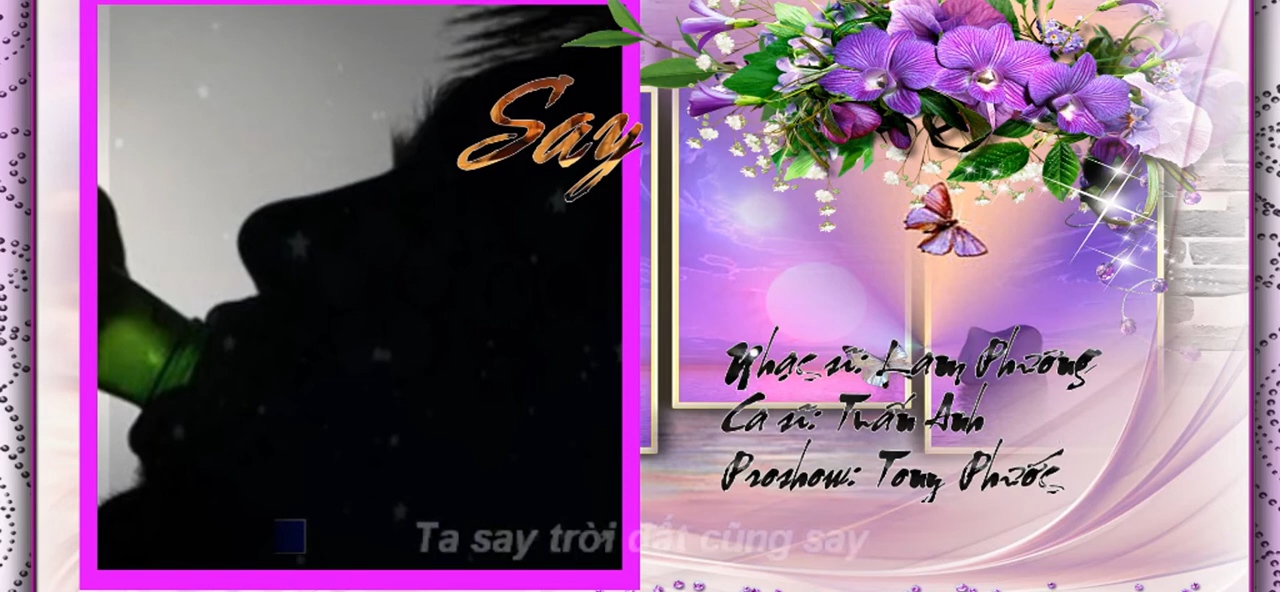 Say
Nhạc sĩ: Lam Phương
Ca sĩ: Tuấn Anh
Proshow: Tony Phước
Ta say trời đất cũng say